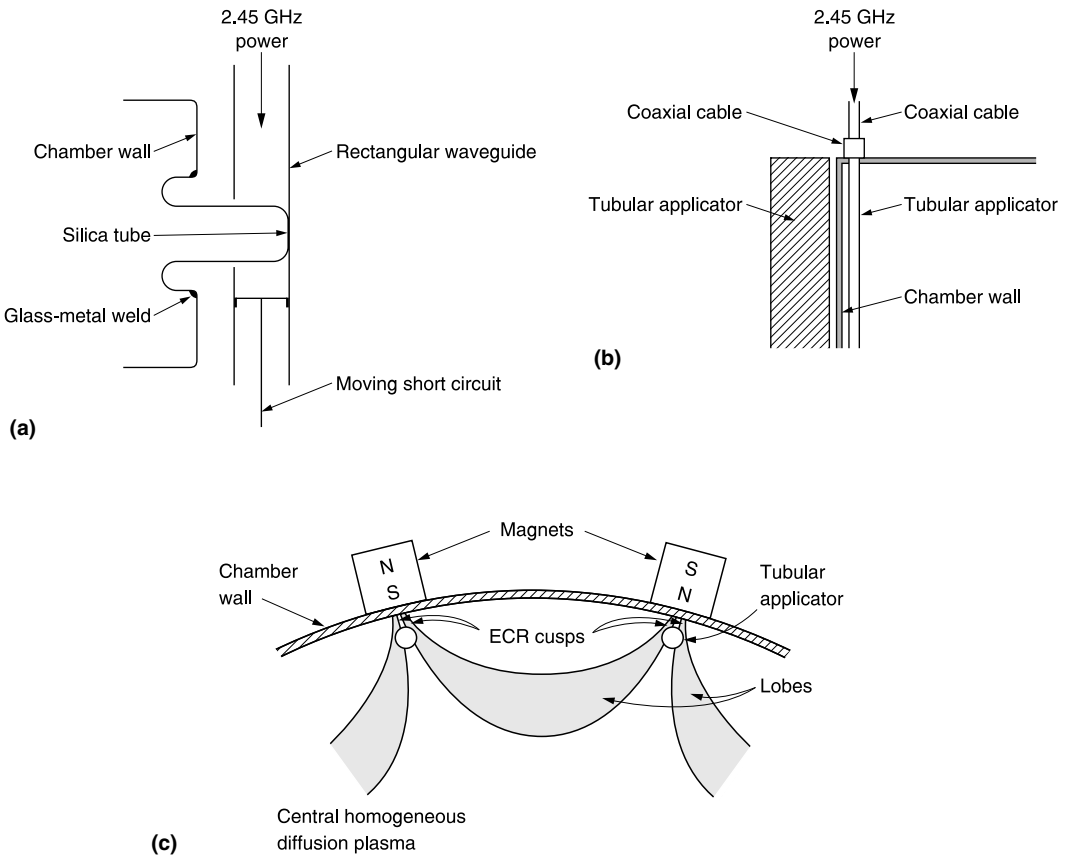 2.45 GHz
power
Chamber wall
Rectangular waveguide
Silica tube
Glass-metal weld
Moving short circuit
(a)
2.45 GHz
power
Coaxial cable
Coaxial cable
Tubular applicator
Tubular applicator
Chamber wall
(b)
Magnets
N
S
S
N
Chamber
wall
Tubular
applicator
ECR cusps
Lobes
Central homogeneous
diffusion plasma
(c)